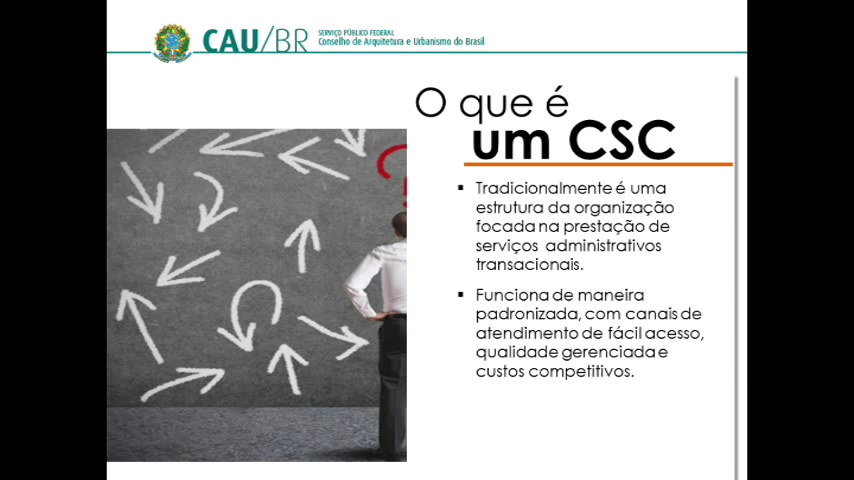 CAU/BR
SERVIÇO PÚBLICO FEDERAL
Conselho de Arquitetura e Urbanismo do Brasil
O que é
um CSC
▪ Tradicionalmente é uma
estrutura da organização
focada na prestação de
serviços administrativos
transacionais.
▪ Funciona de maneira
padronizada, com canais de
atendimento de fácil acesso,
qualidade gerenciada e
custos competitivos.